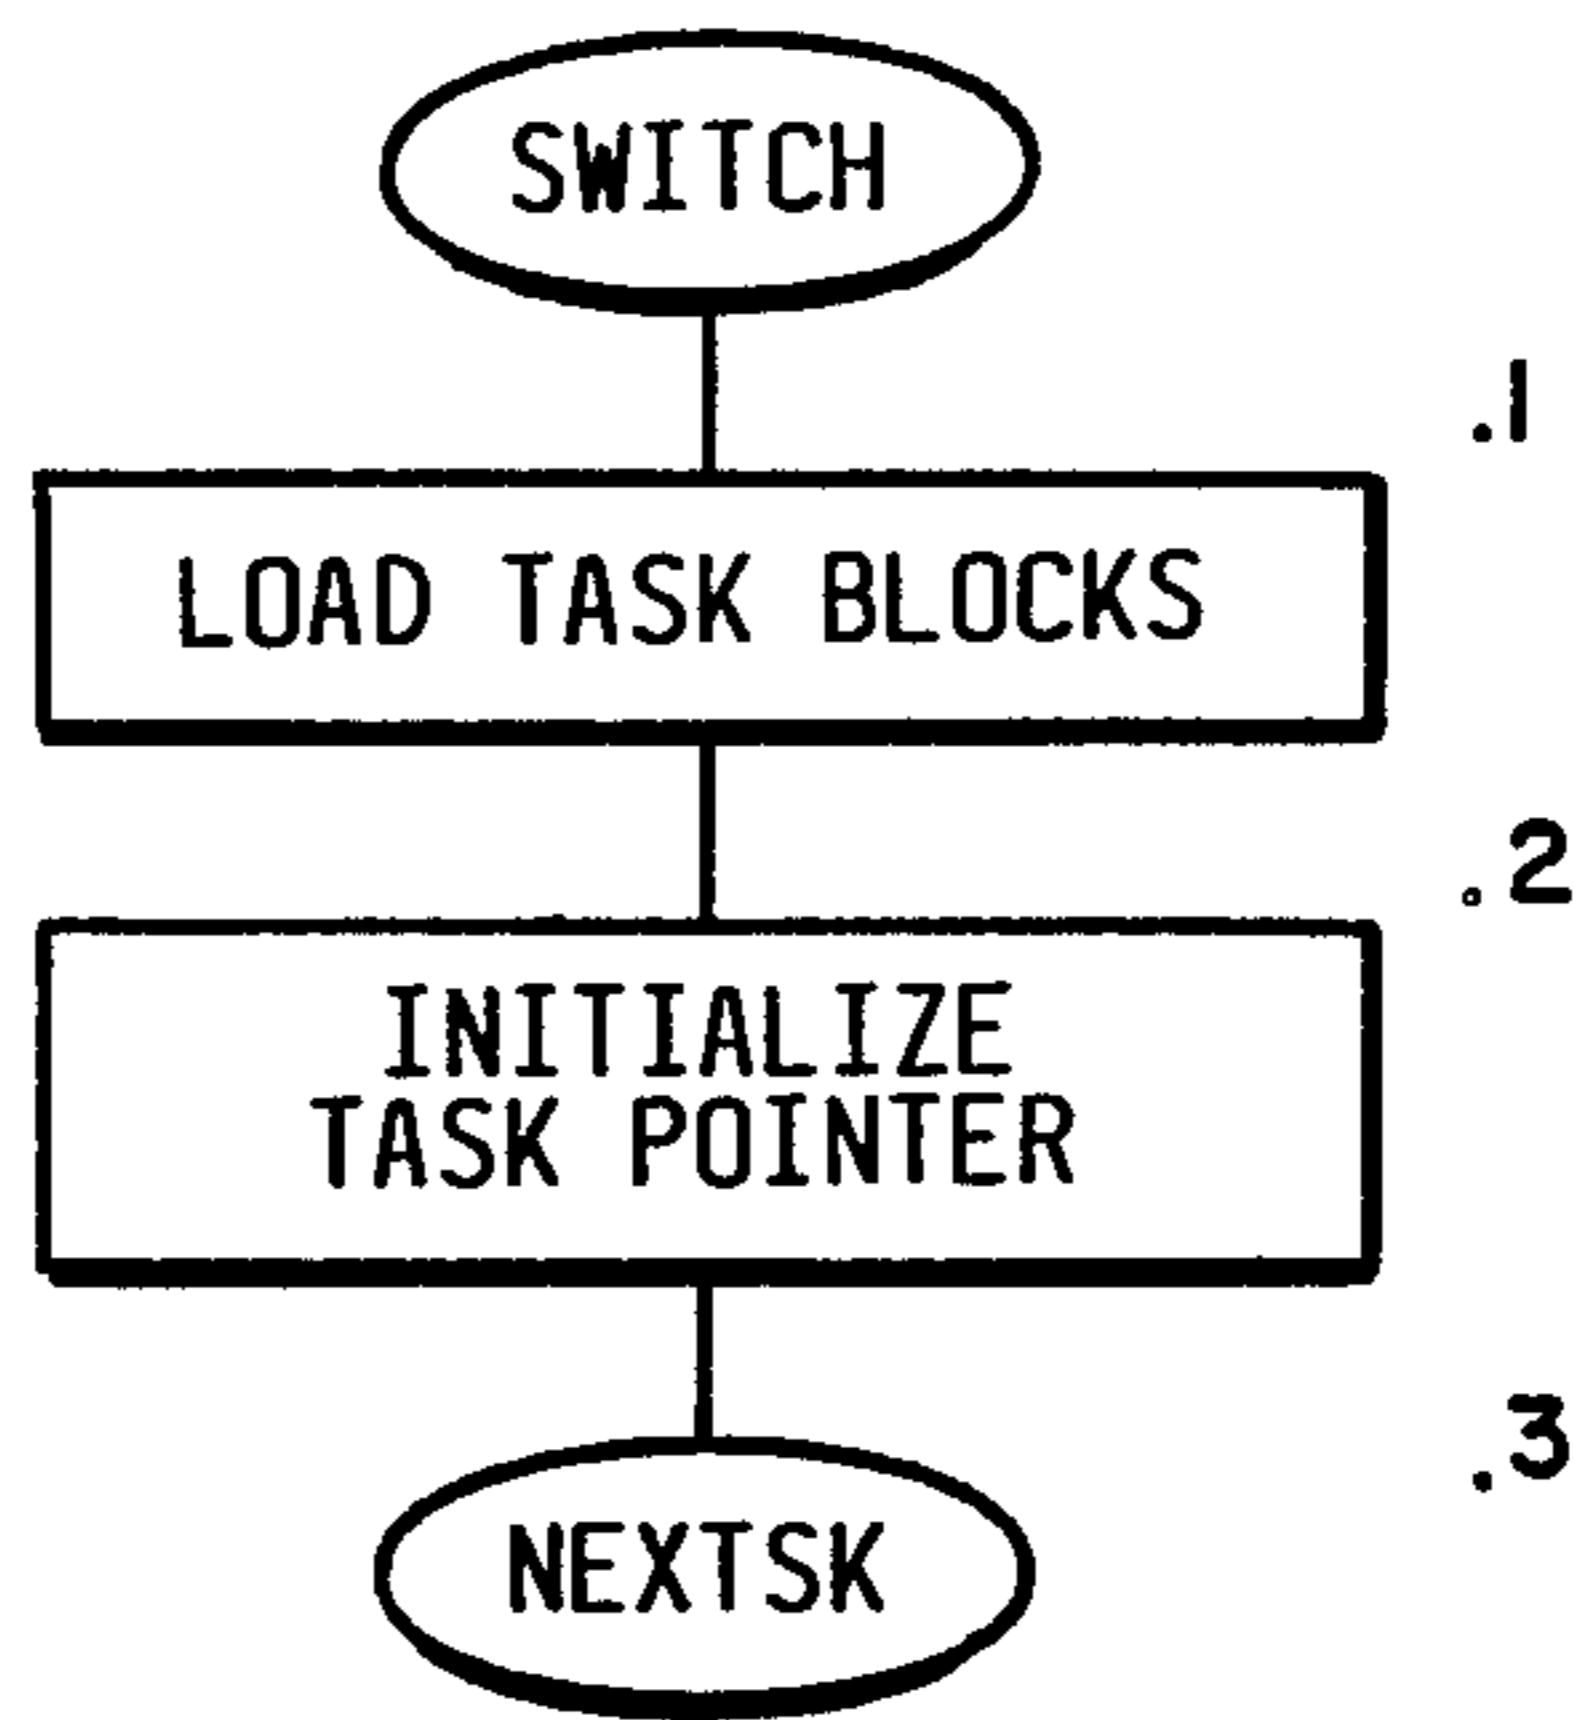 SWITCH
.1
LOAD TASK BLOCKS
.2
INITIALIZE
TASK POINTER
.3
NEXTSK